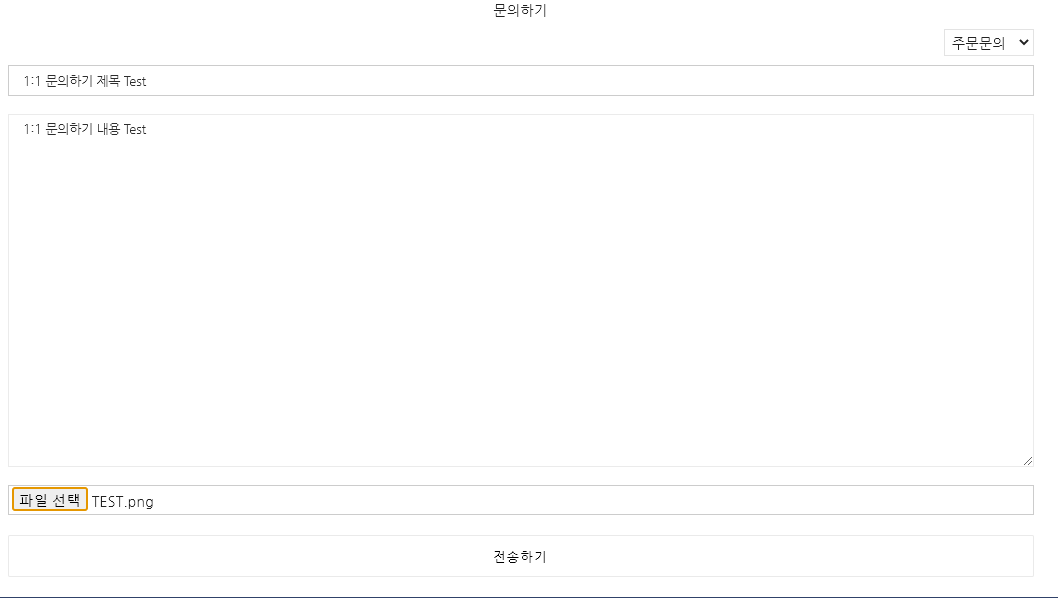 문의하기
주문문의
1:1 문의하기 제목 Test
1:1 문의하기 내용 Test
파일 선택 TEST.png
전송하기